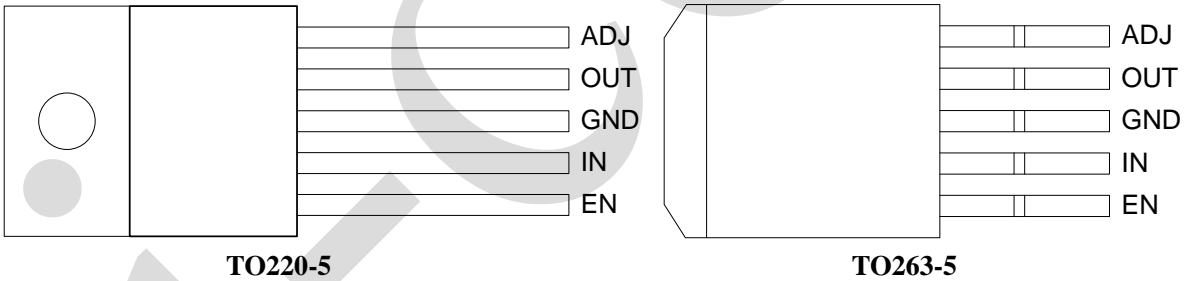 ADJ
OUT
GND
IN
EN
TO220-5
ADJ
OUT
GND
IN
EN
TO263-5